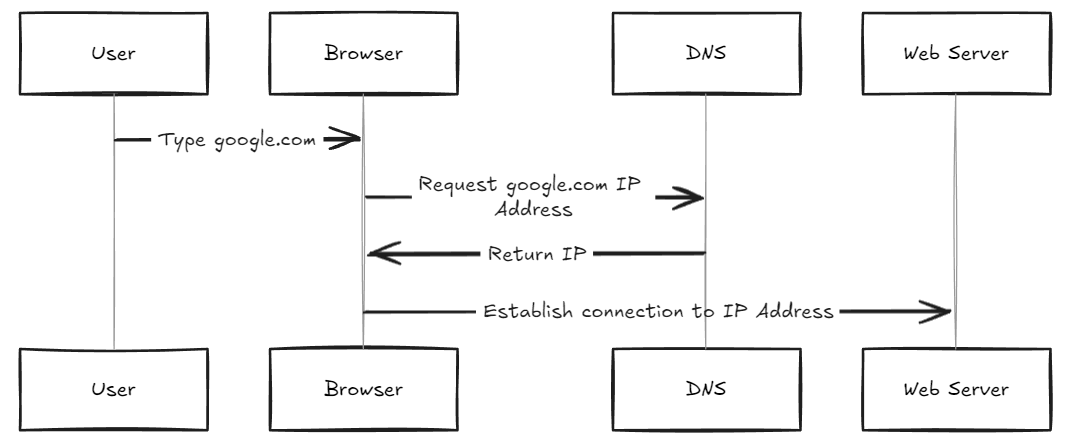 User
Browser
DNS
Web Server
Type google.com
Request google.com IP
Address
Return IP
Establish connection to IP Address
User
Browser
DNS
Web Server